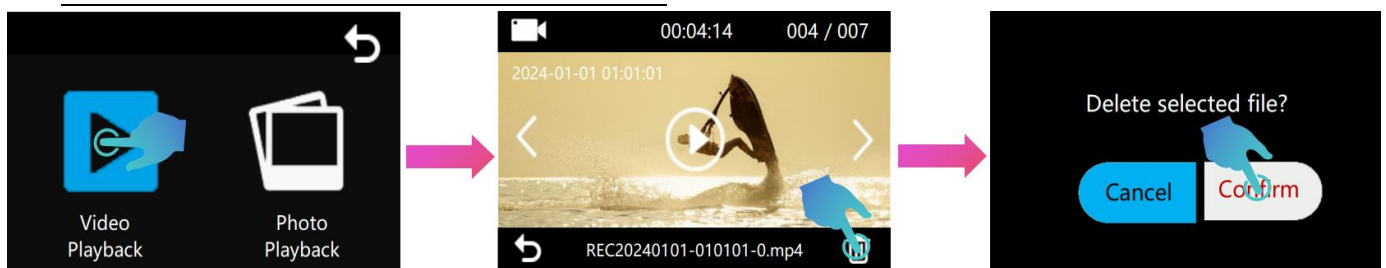 Video
Playback
Photo
Playback
00:04:14 004 / 007
2024-01-01 01:01:01
REC20240101-010101-0.mp4
Delete selected file?
Cancel Confirm